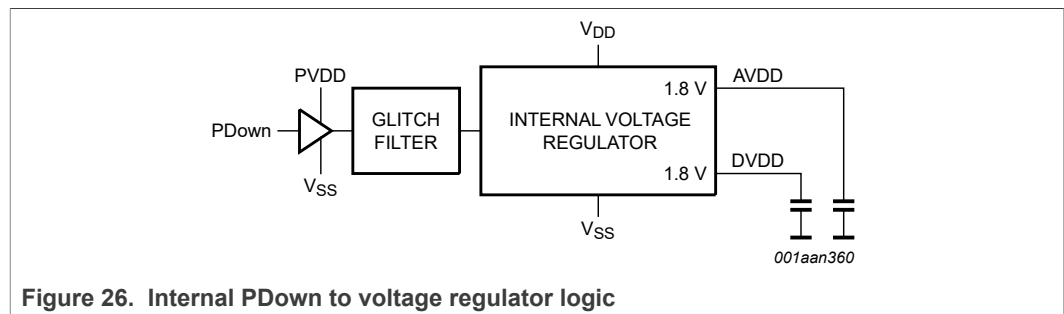 VDD
PVDD
PDown
GLITCH
FILTER
VSS
INTERNAL VOLTAGE
REGULATOR
1.8 V
AVDD
1.8 V
DVDD
VSS
001aan360
Figure 26. Internal PDown to voltage regulator logic